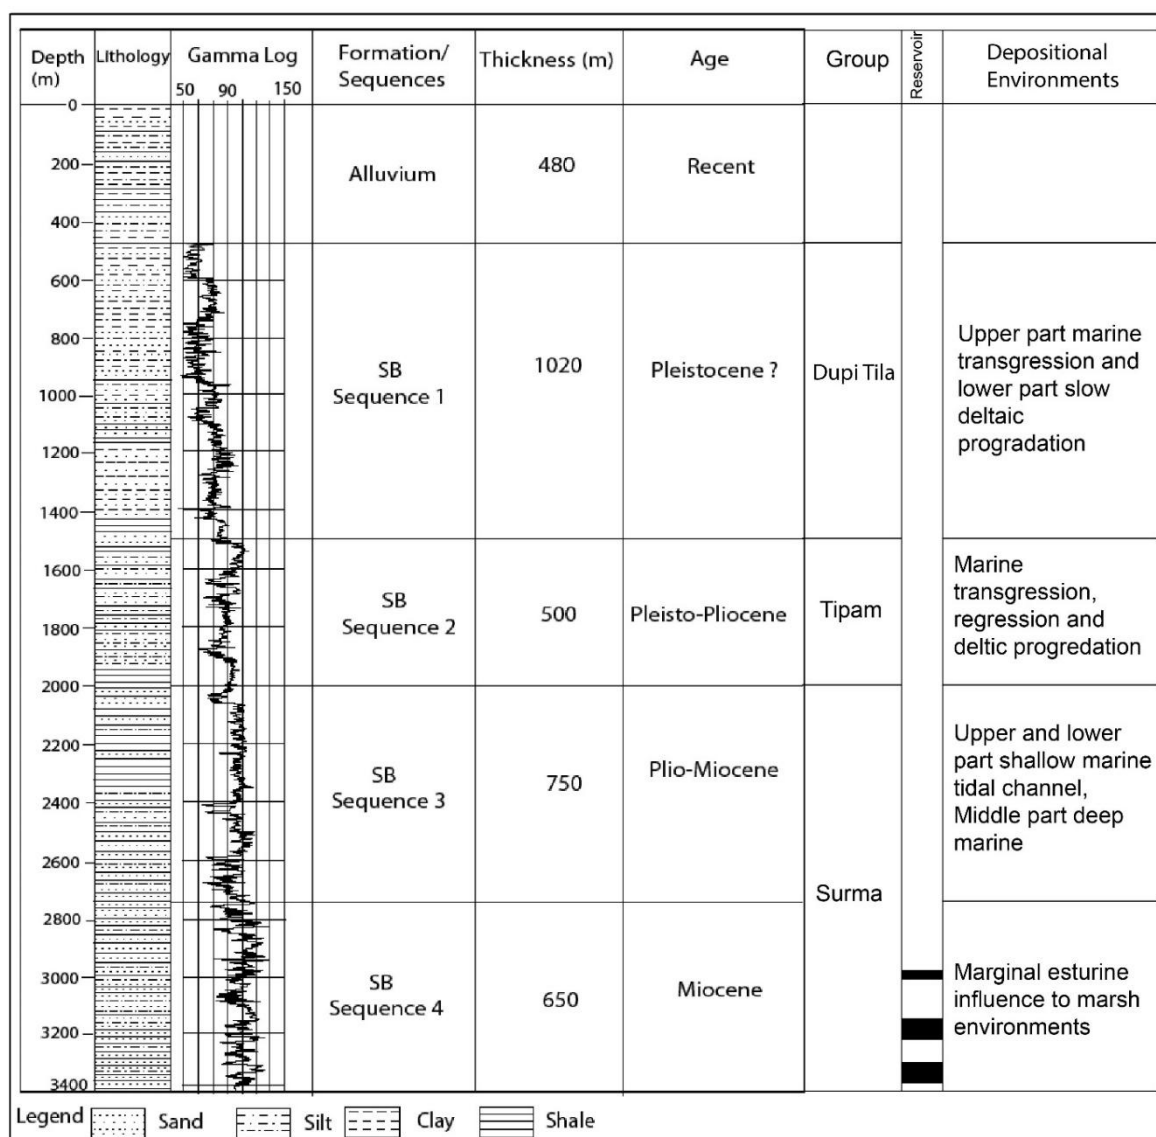 Depth (m)
Lithology
Gamma Log
50 90 150
Formation/
Sequences
Thickness (m)
Age
Group
Reservoir
Depositional
Environments
0
200
400
600
800
1000
1200
1400
1600
1800
2000
2200
2400
2600
2800
3000
3200
3400
Alluvium
480
Recent
SB
Sequence 1
1020
Pleistocene ?
Dupi Tila
Upper part marine
transgression and
lower part slow
deltaic
progradation
SB
Sequence 2
500
Pleisto-Pliocene
Tipam
Marine
transgression,
regression and
deltic progredation
SB
Sequence 3
750
Plio-Miocene
Surma
Upper and lower
part shallow marine
tidal channel,
Middle part deep
marine
SB
Sequence 4
650
Miocene
Marginal esturine
influence to marsh
environments
Legend Sand Silt Clay Shale